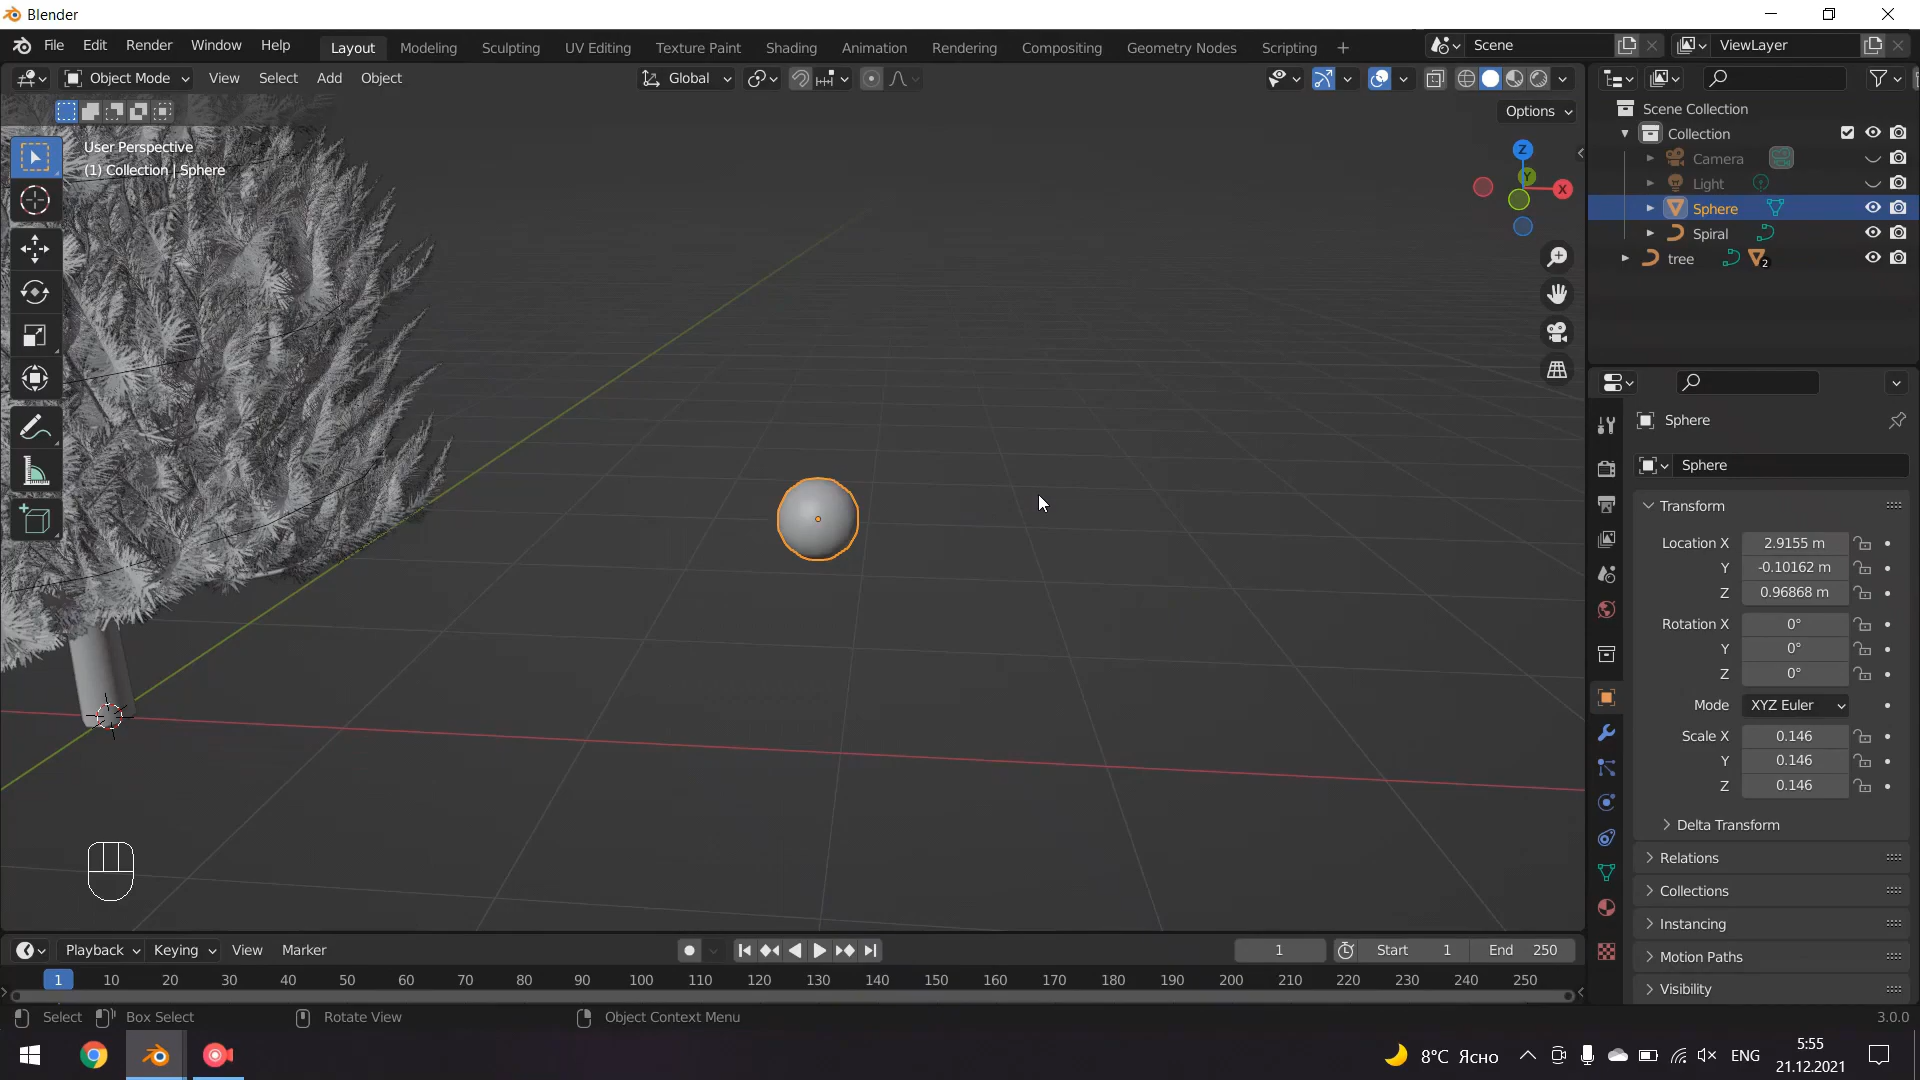 Blender
File Edit Render Window Help
Layout Modeling Sculpting UV Editing Texture Paint Shading Animation Rendering Compositing Geometry Nodes Scripting +
Scene
ViewLayer
Object Mode View Select Add Object
Global
Options
User Perspective
(1) Collection | Sphere
Z
Y
X
Scene Collection
Collection
Camera
Light
Sphere
Spiral
tree 2
Sphere
Sphere
Transform
Location X 2.9155 m
Y -0.10162 m
Z 0.96868 m
Rotation X 0°
Y 0°
Z 0°
Mode XYZ Euler
Scale X 0.146
Y 0.146
Z 0.146
Delta Transform
Relations
Collections
Instancing
Motion Paths
Visibility
Playback Keying View Marker
1 Start 1 End 250
1 10 20 30 40 50 60 70 80 90 100 110 120 130 140 150 160 170 180 190 200 210 220 230 240 250
Select Box Select Rotate View Object Context Menu
3.0.0
8°C Ясно
ENG
5:55
21.12.2021